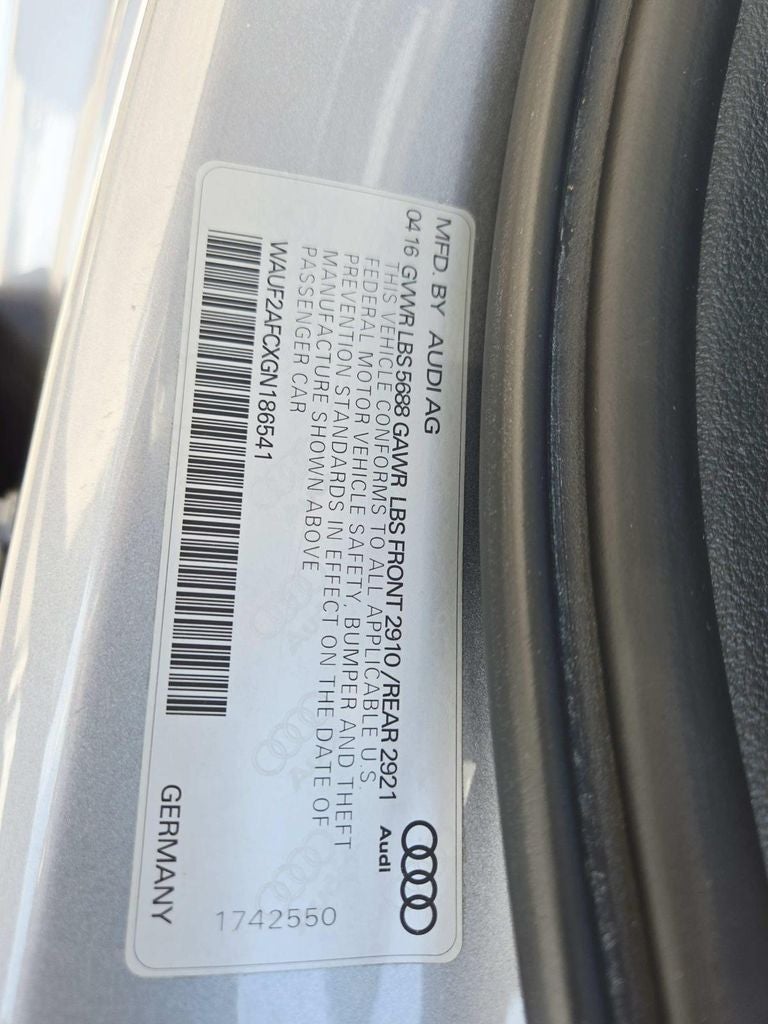 MFD. BY AUDI AG
04 16 GVWR LBS 5688 GAWR LBS FRONT 2910 /REAR 2921
THIS VEHICLE CONFORMS TO ALL APPLICABLE U.S.
FEDERAL MOTOR VEHICLE SAFETY, BUMPER AND THEFT
PREVENTION STANDARDS IN EFFECT ON THE DATE OF
MANUFACTURE SHOWN ABOVE
PASSENGER CAR
WAUF2AFCXGN186541
Audi
GERMANY
1742550